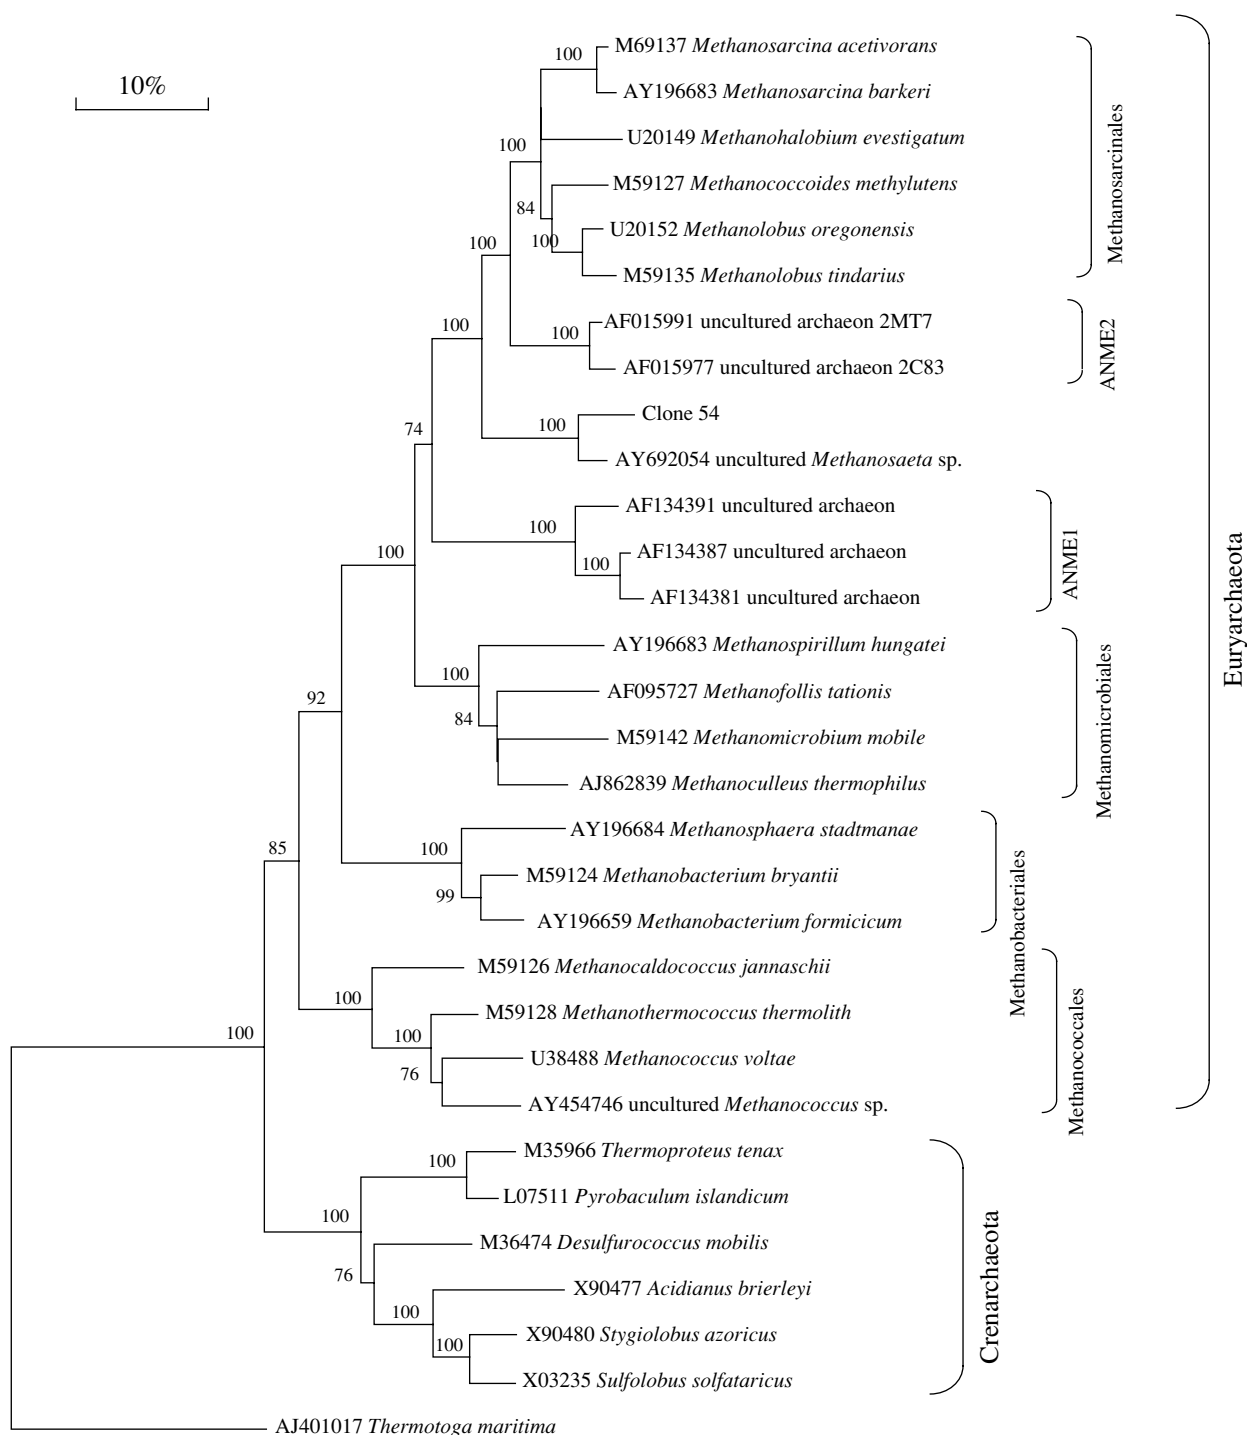 10%
100
M69137 Methanosarcina acetivorans
AY196683 Methanosarcina barkeri
U20149 Methanohalobium evestigatum
100
M59127 Methanococcoides methylutens
84
U20152 Methanolobus oregonensis
100
100
M59135 Methanolobus tindarius
Methanosarcinales
AF015991 uncultured archaeon 2MT7
100
100
AF015977 uncultured archaeon 2C83
ANME2
Clone 54
100
74
AY692054 uncultured Methanosaeta sp.
AF134391 uncultured archaeon
100
AF134387 uncultured archaeon
100
100
AF134381 uncultured archaeon
ANME1
Euryarchaeota
AY196683 Methanospirillum hungatei
100
AF095727 Methanofollis tationis
92
84
M59142 Methanomicrobium mobile
AJ862839 Methanoculleus thermophilus
Methanomicrobiales
AY196684 Methanosphaera stadtmanae
85
100
M59124 Methanobacterium bryantii
99
AY196659 Methanobacterium formicicum
Methanobacteriales
M59126 Methanocaldococcus jannaschii
100
M59128 Methanothermococcus thermolith
100
100
U38488 Methanococcus voltae
76
AY454746 uncultured Methanococcus sp.
Methanococcales
M35966 Thermoproteus tenax
100
L07511 Pyrobaculum islandicum
100
M36474 Desulfurococcus mobilis
76
X90477 Acidianus brierleyi
100
X90480 Stygiolobus azoricus
100
X03235 Sulfolobus solfataricus
Crenarchaeota
AJ401017 Thermotoga maritima